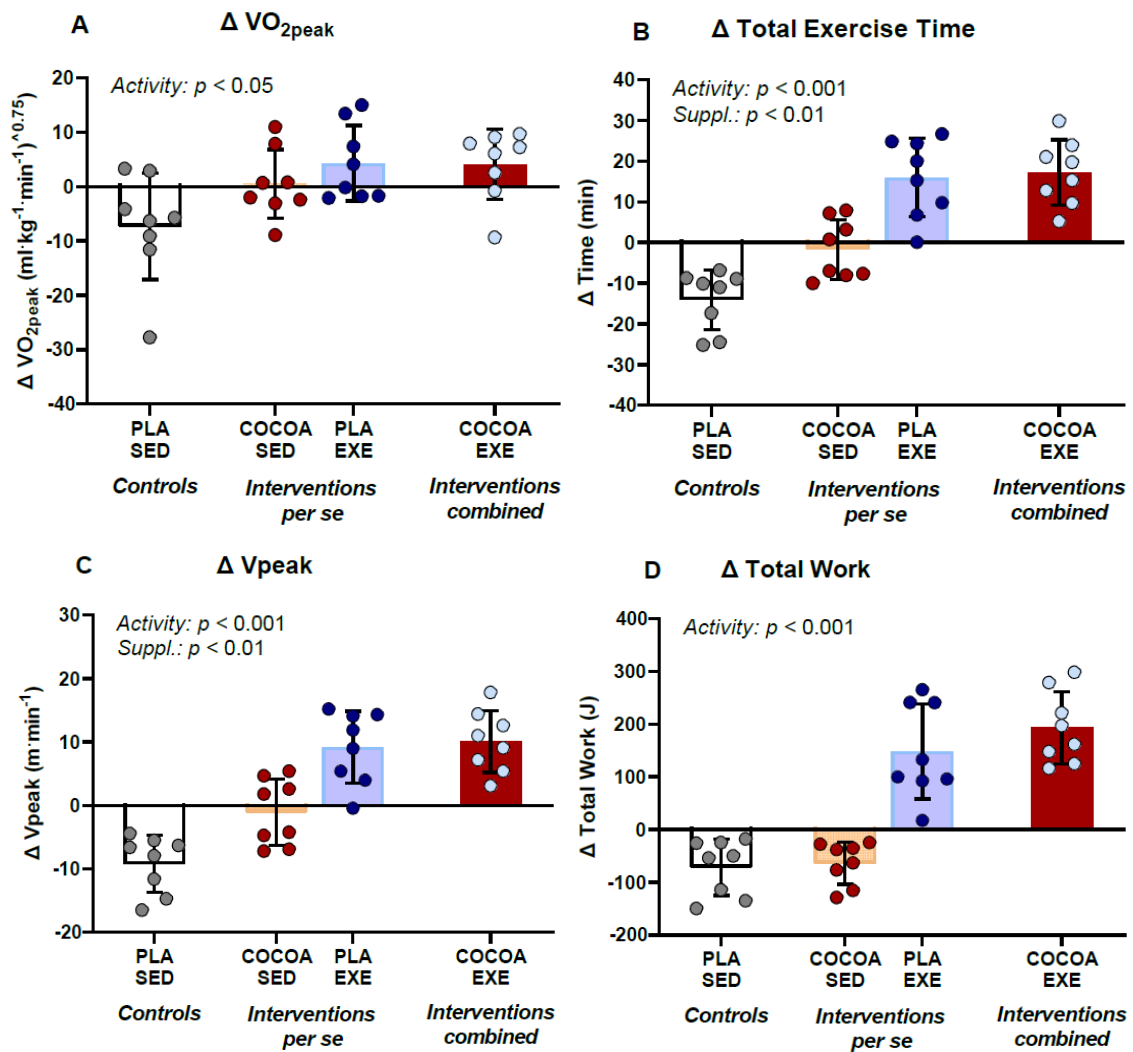 A
Δ VO2peak
Activity: p < 0.05
Δ VO2peak (ml·kg-1·min-1)^0.75
20
10
0
-10
-20
-30
-40
PLA SED
COCOA SED
PLA EXE
COCOA EXE
Controls
Interventions per se
Interventions combined
B
Δ Total Exercise Time
Activity: p < 0.001
Suppl.: p < 0.01
Δ Time (min)
40
30
20
10
0
-10
-20
-30
-40
PLA SED
COCOA SED
PLA EXE
COCOA EXE
Controls
Interventions per se
Interventions combined
C
Δ Vpeak
Activity: p < 0.001
Suppl.: p < 0.01
Δ Vpeak (m·min-1)
30
20
10
0
-10
-20
PLA SED
COCOA SED
PLA EXE
COCOA EXE
Controls
Interventions per se
Interventions combined
D
Δ Total Work
Activity: p < 0.001
Δ Total Work (J)
400
300
200
100
0
-100
-200
PLA SED
COCOA SED
PLA EXE
COCOA EXE
Controls
Interventions per se
Interventions combined